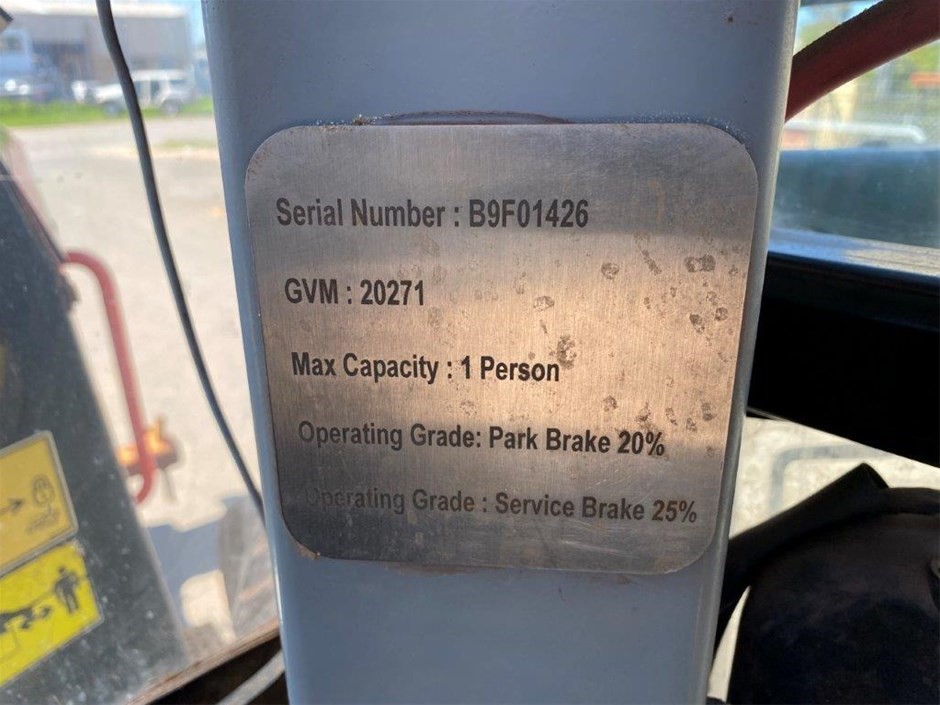 Serial Number : B9F01426
GVM : 20271
Max Capacity : 1 Person
Operating Grade: Park Brake 20%
Operating Grade : Service Brake 25%